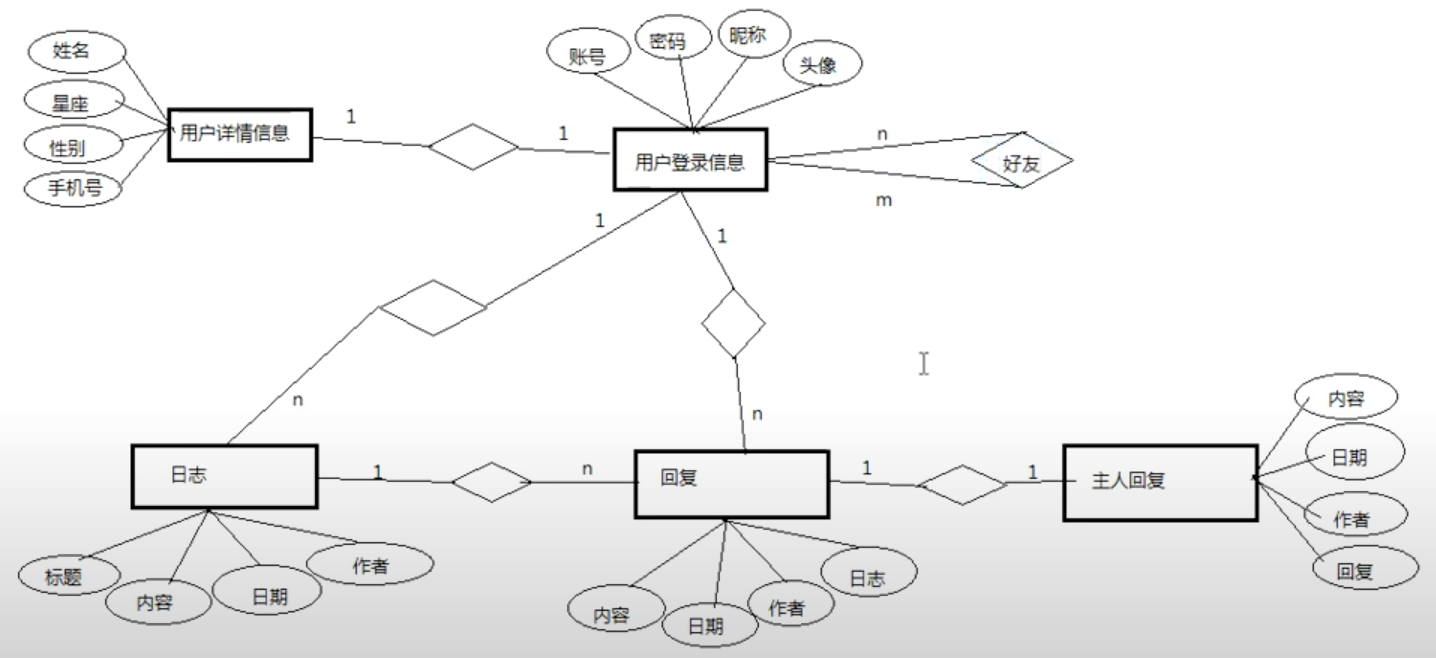 姓名
星座
性别
手机号
用户详情信息
1
1
账号
密码
昵称
头像
用户登录信息
n
m
好友
1
n
1
n
日志
1
n
回复
1
1
主人回复
标题
内容
日期
作者
内容
日期
作者
日志
内容
日期
作者
回复